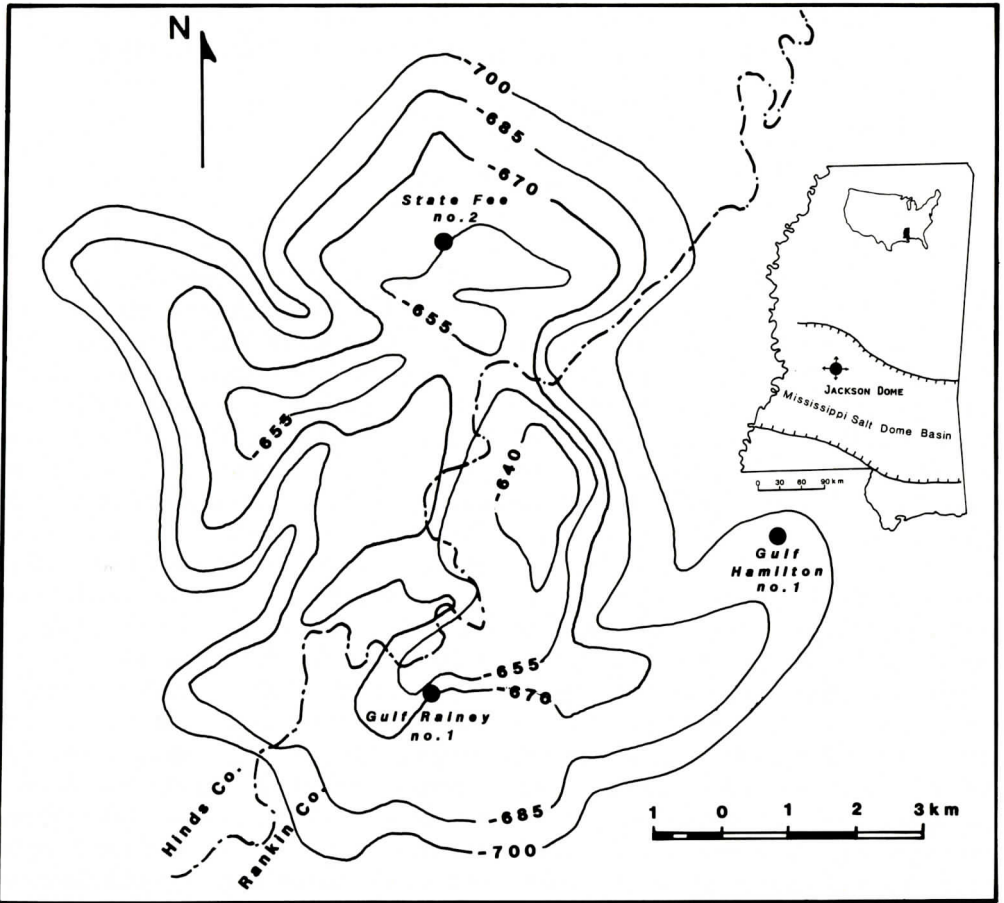 N
-700
-685
-670
State Fee
no.2
-655
-655
-640
JACKSON DOME
Mississippi Salt Dome Basin
0 30 60 90 km
Gulf
Hamilton
no.1
-655
-670
Gulf Rainey
no.1
Hinds Co.
Rankin Co.
-685
-700
1 0 1 2 3 km